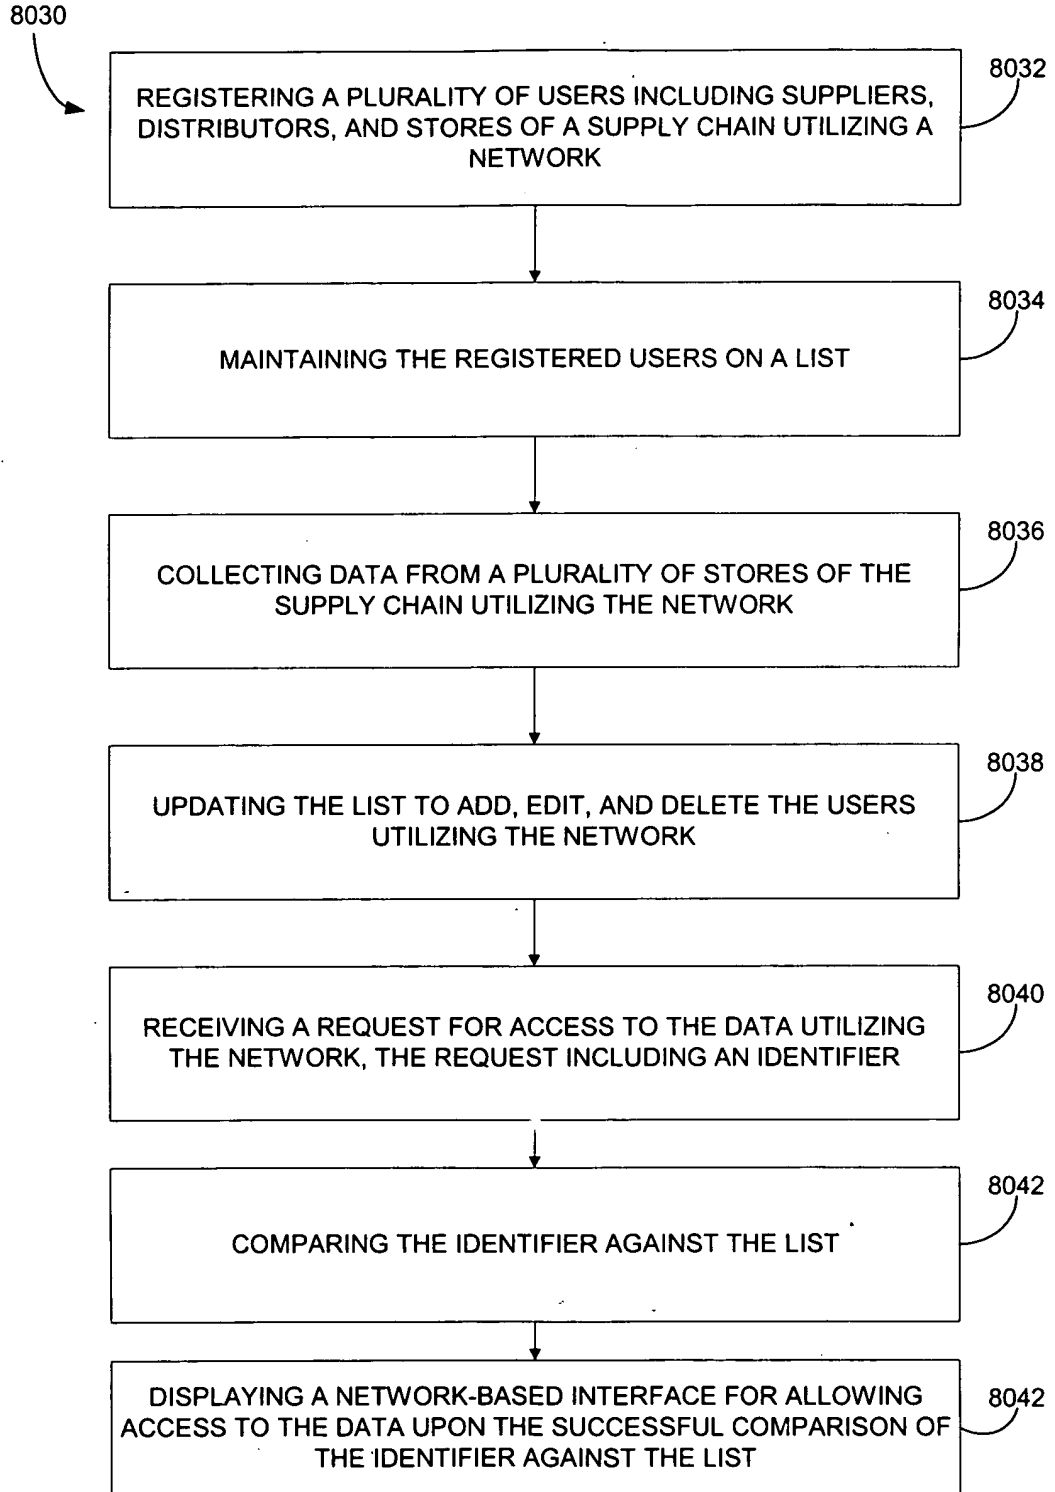 8030
8032
REGISTERING A PLURALITY OF USERS INCLUDING SUPPLIERS,
DISTRIBUTORS, AND STORES OF A SUPPLY CHAIN UTILIZING A
NETWORK
8034
MAINTAINING THE REGISTERED USERS ON A LIST
8036
COLLECTING DATA FROM A PLURALITY OF STORES OF THE
SUPPLY CHAIN UTILIZING THE NETWORK
8038
UPDATING THE LIST TO ADD, EDIT, AND DELETE THE USERS
UTILIZING THE NETWORK
8040
RECEIVING A REQUEST FOR ACCESS TO THE DATA UTILIZING
THE NETWORK, THE REQUEST INCLUDING AN IDENTIFIER
8042
COMPARING THE IDENTIFIER AGAINST THE LIST
8042
DISPLAYING A NETWORK-BASED INTERFACE FOR ALLOWING
ACCESS TO THE DATA UPON THE SUCCESSFUL COMPARISON OF
THE IDENTIFIER AGAINST THE LIST